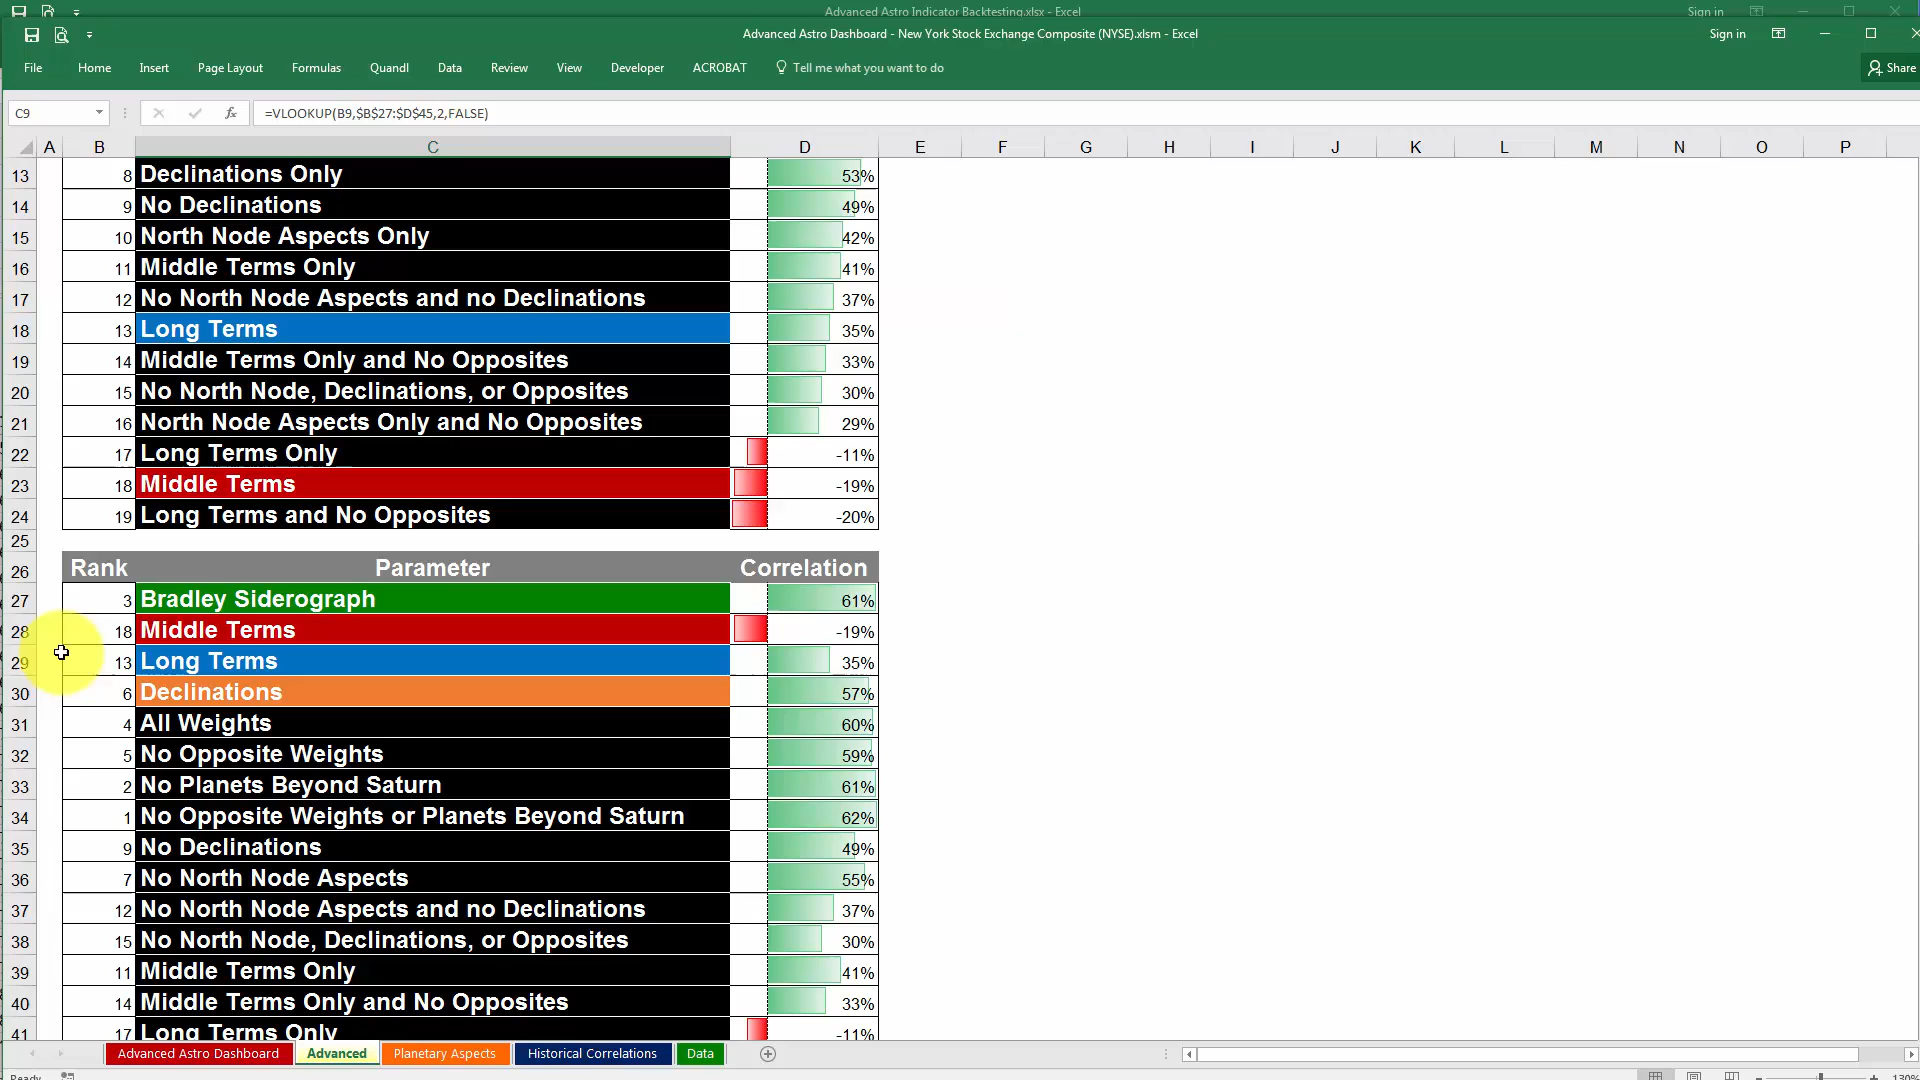 Advanced Astro Indicator Backtesting.xlsx - Excel
Sign in
Advanced Astro Dashboard - New York Stock Exchange Composite (NYSE).xlsm - Excel
Sign in
File Home Insert Page Layout Formulas Quandl Data Review View Developer ACROBAT Tell me what you want to do Share
C9 fx =VLOOKUP(B9,$B$27:$D$45,2,FALSE)
A B C D E F G H I J K L M N O P
13 8 Declinations Only 53%
14 9 No Declinations 49%
15 10 North Node Aspects Only 42%
16 11 Middle Terms Only 41%
17 12 No North Node Aspects and no Declinations 37%
18 13 Long Terms 35%
19 14 Middle Terms Only and No Opposites 33%
20 15 No North Node, Declinations, or Opposites 30%
21 16 North Node Aspects Only and No Opposites 29%
22 17 Long Terms Only -11%
23 18 Middle Terms -19%
24 19 Long Terms and No Opposites -20%
25
26 Rank Parameter Correlation
27 3 Bradley Siderograph 61%
28 18 Middle Terms -19%
29 13 Long Terms 35%
30 6 Declinations 57%
31 4 All Weights 60%
32 5 No Opposite Weights 59%
33 2 No Planets Beyond Saturn 61%
34 1 No Opposite Weights or Planets Beyond Saturn 62%
35 9 No Declinations 49%
36 7 No North Node Aspects 55%
37 12 No North Node Aspects and no Declinations 37%
38 15 No North Node, Declinations, or Opposites 30%
39 11 Middle Terms Only 41%
40 14 Middle Terms Only and No Opposites 33%
41 17 Long Terms Only -11%
Advanced Astro Dashboard Advanced Planetary Aspects Historical Correlations Data
Ready 130%